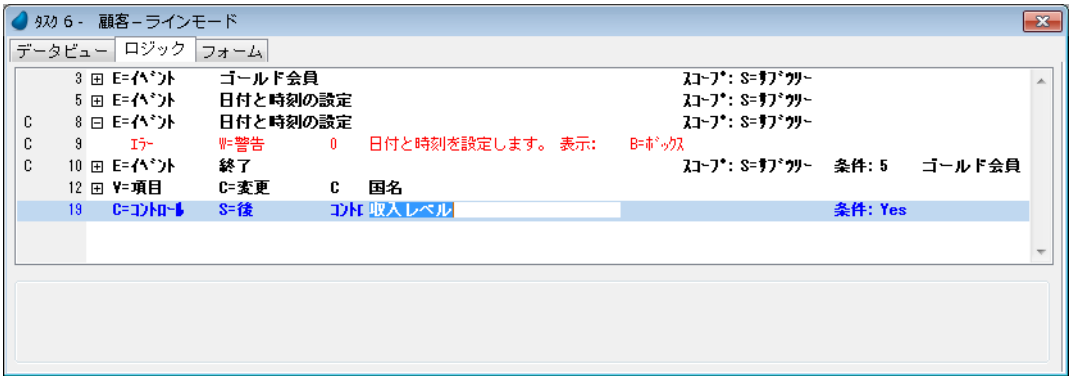 ﾀｽｸ 6 - 顧客－ラインモード
データビュー ロジック フォーム
3 E=ｲﾍﾞﾝﾄ ゴールド会員 ｽｺｰﾌﾟ: S=ｻﾌﾞﾂﾘｰ
5 E=ｲﾍﾞﾝﾄ 日付と時刻の設定 ｽｺｰﾌﾟ: S=ｻﾌﾞﾂﾘｰ
C 8 E=ｲﾍﾞﾝﾄ 日付と時刻の設定 ｽｺｰﾌﾟ: S=ｻﾌﾞﾂﾘｰ
C 9 ｴﾗｰ W=警告 0 日付と時刻を設定します。 表示: B=ﾎﾞｯｸｽ
C 10 E=ｲﾍﾞﾝﾄ 終了 ｽｺｰﾌﾟ: S=ｻﾌﾞﾂﾘｰ 条件: 5 ゴールド会員
12 V=項目 C=変更 C 国名
19 C=ｺﾝﾄﾛｰﾙ S=後 ｺﾝﾄﾛ 収入レベル 条件: Yes